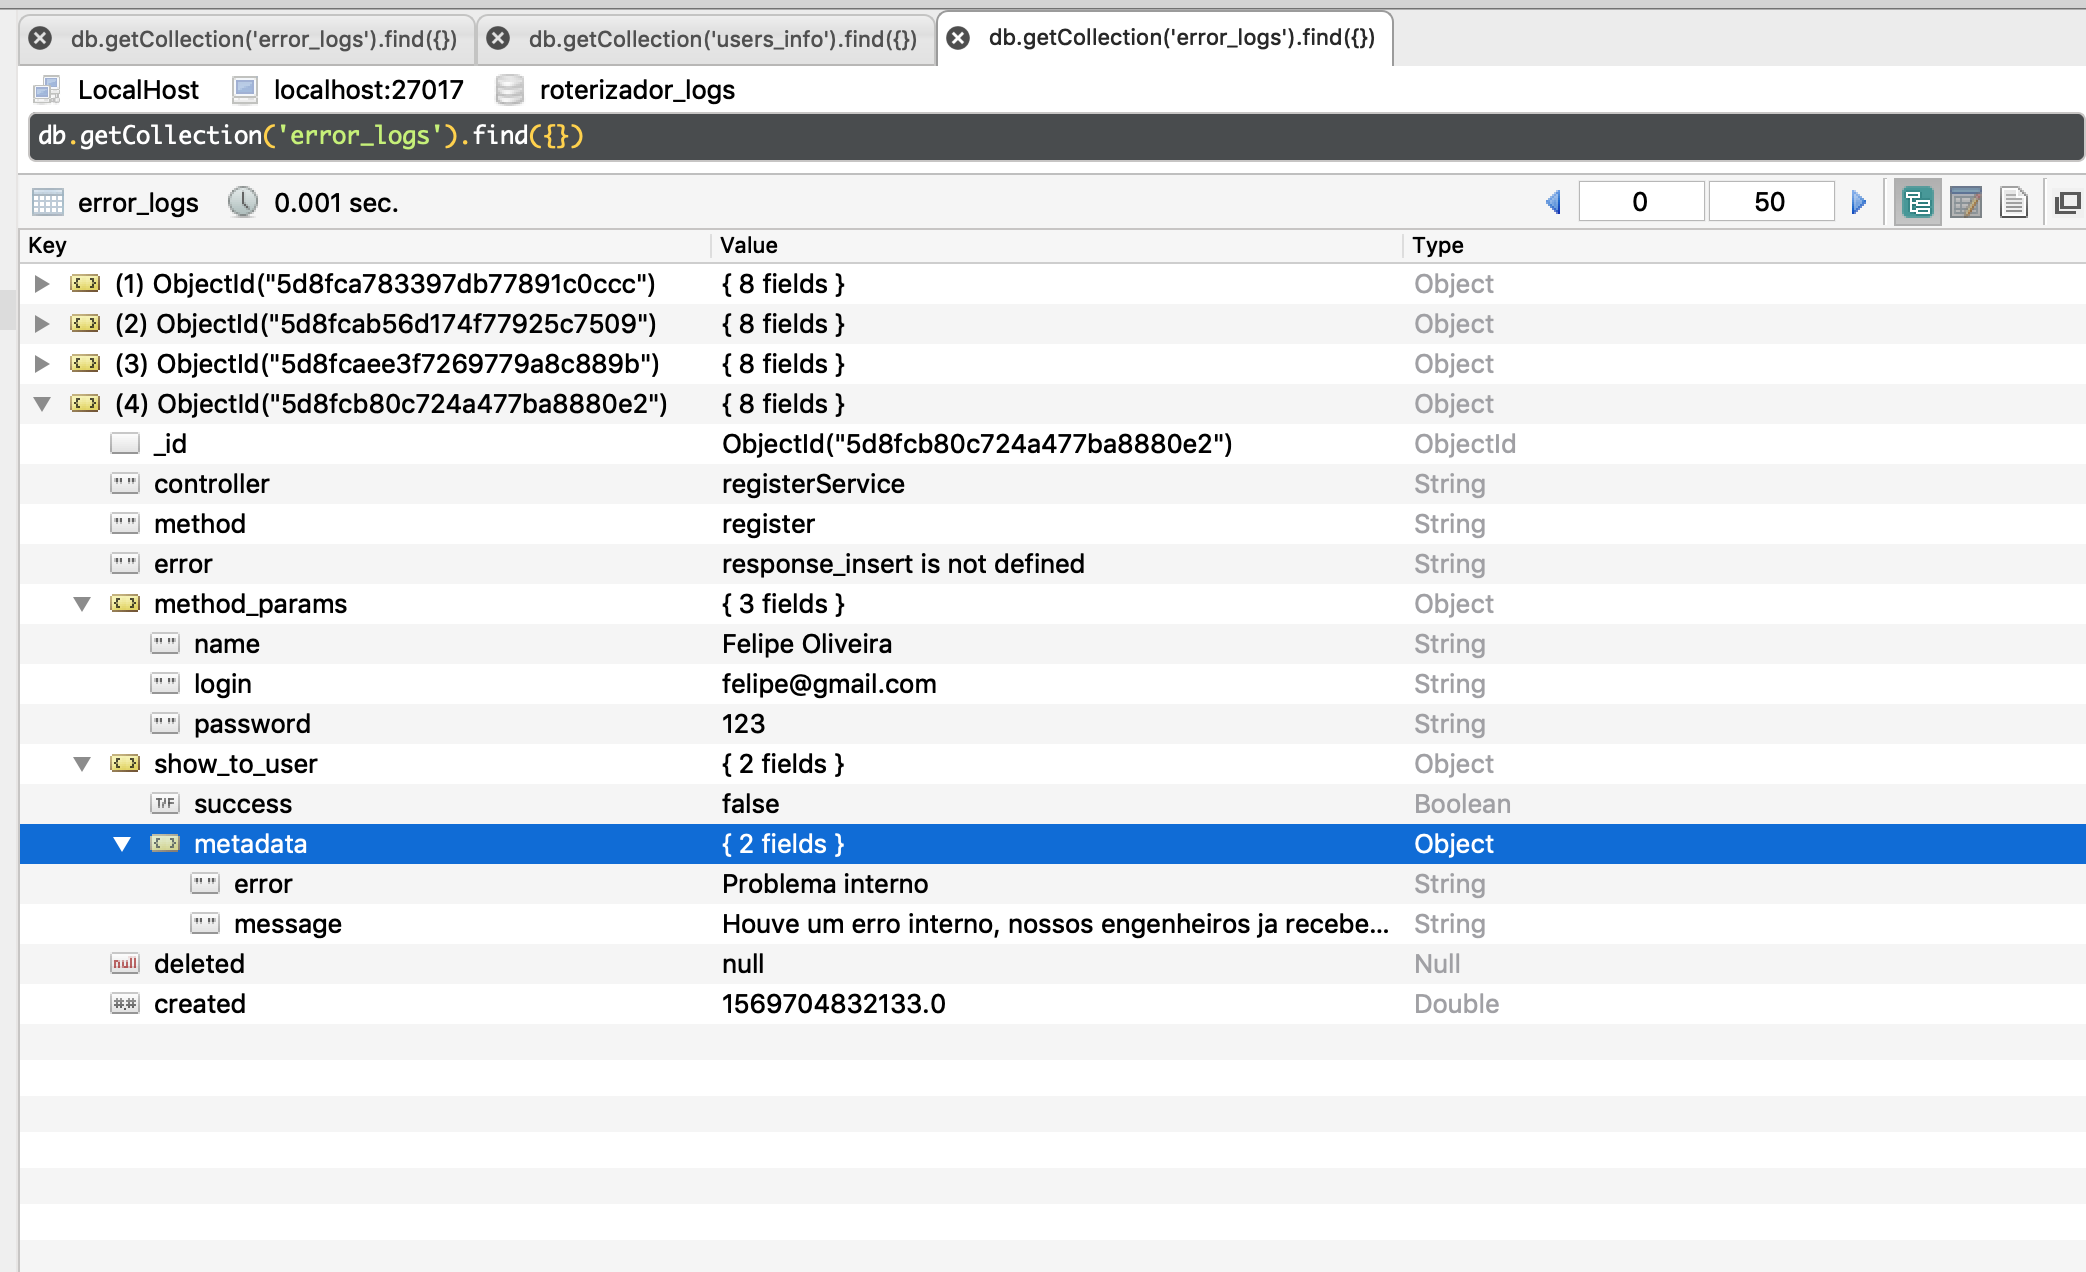 db.getCollection('error_logs').find({}) db.getCollection('users_info').find({}) db.getCollection('error_logs').find({})
LocalHost localhost:27017 roterizador_logs
db.getCollection('error_logs').find({})
error_logs 0.001 sec. 0 50
Key Value Type
(1) ObjectId("5d8fca783397db77891c0ccc") { 8 fields } Object
(2) ObjectId("5d8fcab56d174f77925c7509") { 8 fields } Object
(3) ObjectId("5d8fcaee3f7269779a8c889b") { 8 fields } Object
(4) ObjectId("5d8fcb80c724a477ba8880e2") { 8 fields } Object
_id ObjectId("5d8fcb80c724a477ba8880e2") ObjectId
controller registerService String
method register String
error response_insert is not defined String
method_params { 3 fields } Object
name Felipe Oliveira String
login felipe@gmail.com String
password 123 String
show_to_user { 2 fields } Object
success false Boolean
metadata { 2 fields } Object
error Problema interno String
message Houve um erro interno, nossos engenheiros ja recebe... String
deleted null Null
created 1569704832133.0 Double